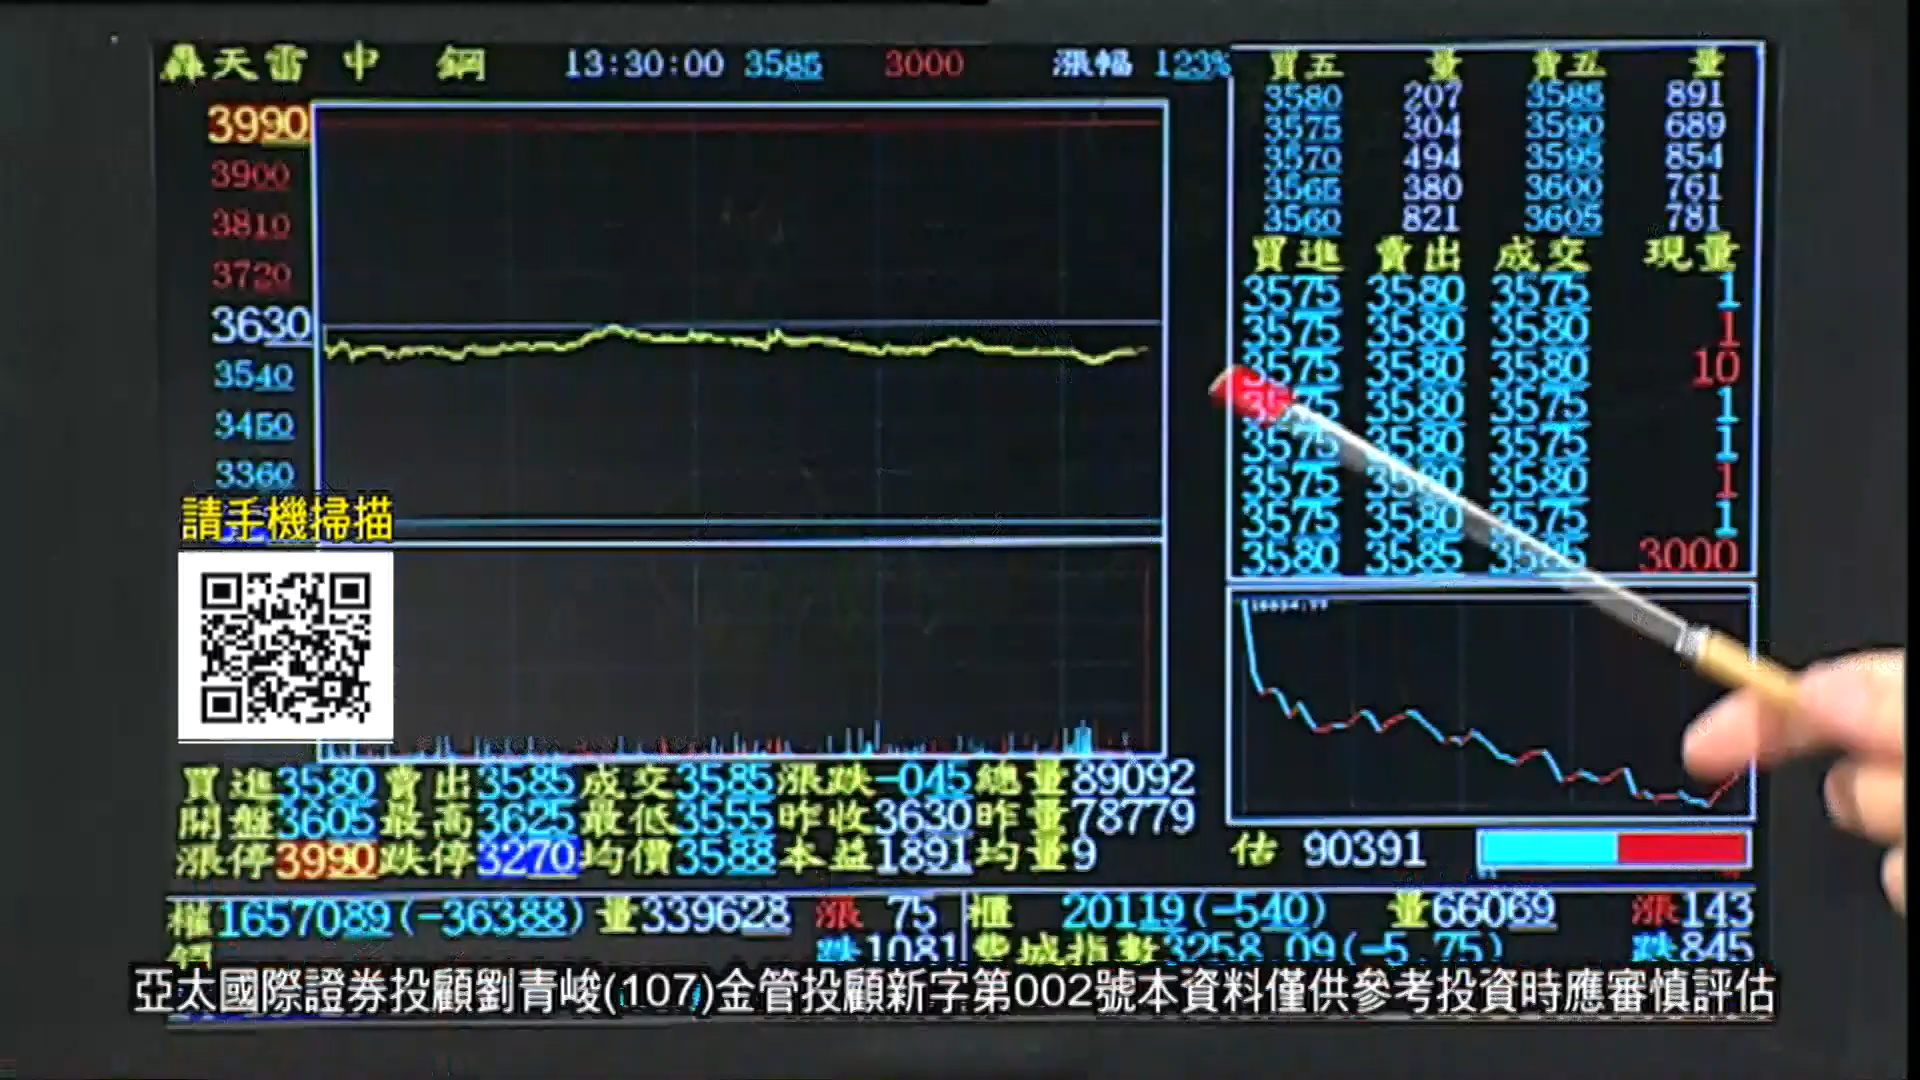 轟天雷 中 鋼 13:30:00 3585 3000 漲幅 123%
3990
3900
3810
3720
3630
3540
3450
3360
請手機掃描
買五 量 賣五 量
3580 207 3585 891
3575 304 3590 689
3570 494 3595 854
3565 380 3600 761
3560 821 3605 781
買進 賣出 成交 現量
3575 3580 3575 1
3575 3580 3580 1
3575 3580 3580 10
3575 3580 3575 1
3575 3580 3575 1
3575 3580 1
3575 3580 3575 1
3580 3585 3000
買進3580 賣出3585 成交3585 漲跌-045 總量89092
開盤3605 最高3625 最低3555 昨收3630 昨量78779
漲停3990 跌停3270 均價3588 本益1891 均量9
估 90391
權1657089(-36388) 量339628 漲 75 櫃 20119(-540) 量66069 漲143
鋼 跌1081 費城指數3258.09(-5.75) 跌845
亞太國際證券投顧劉青峻(107)金管投顧新字第002號本資料僅供參考投資時應審慎評估